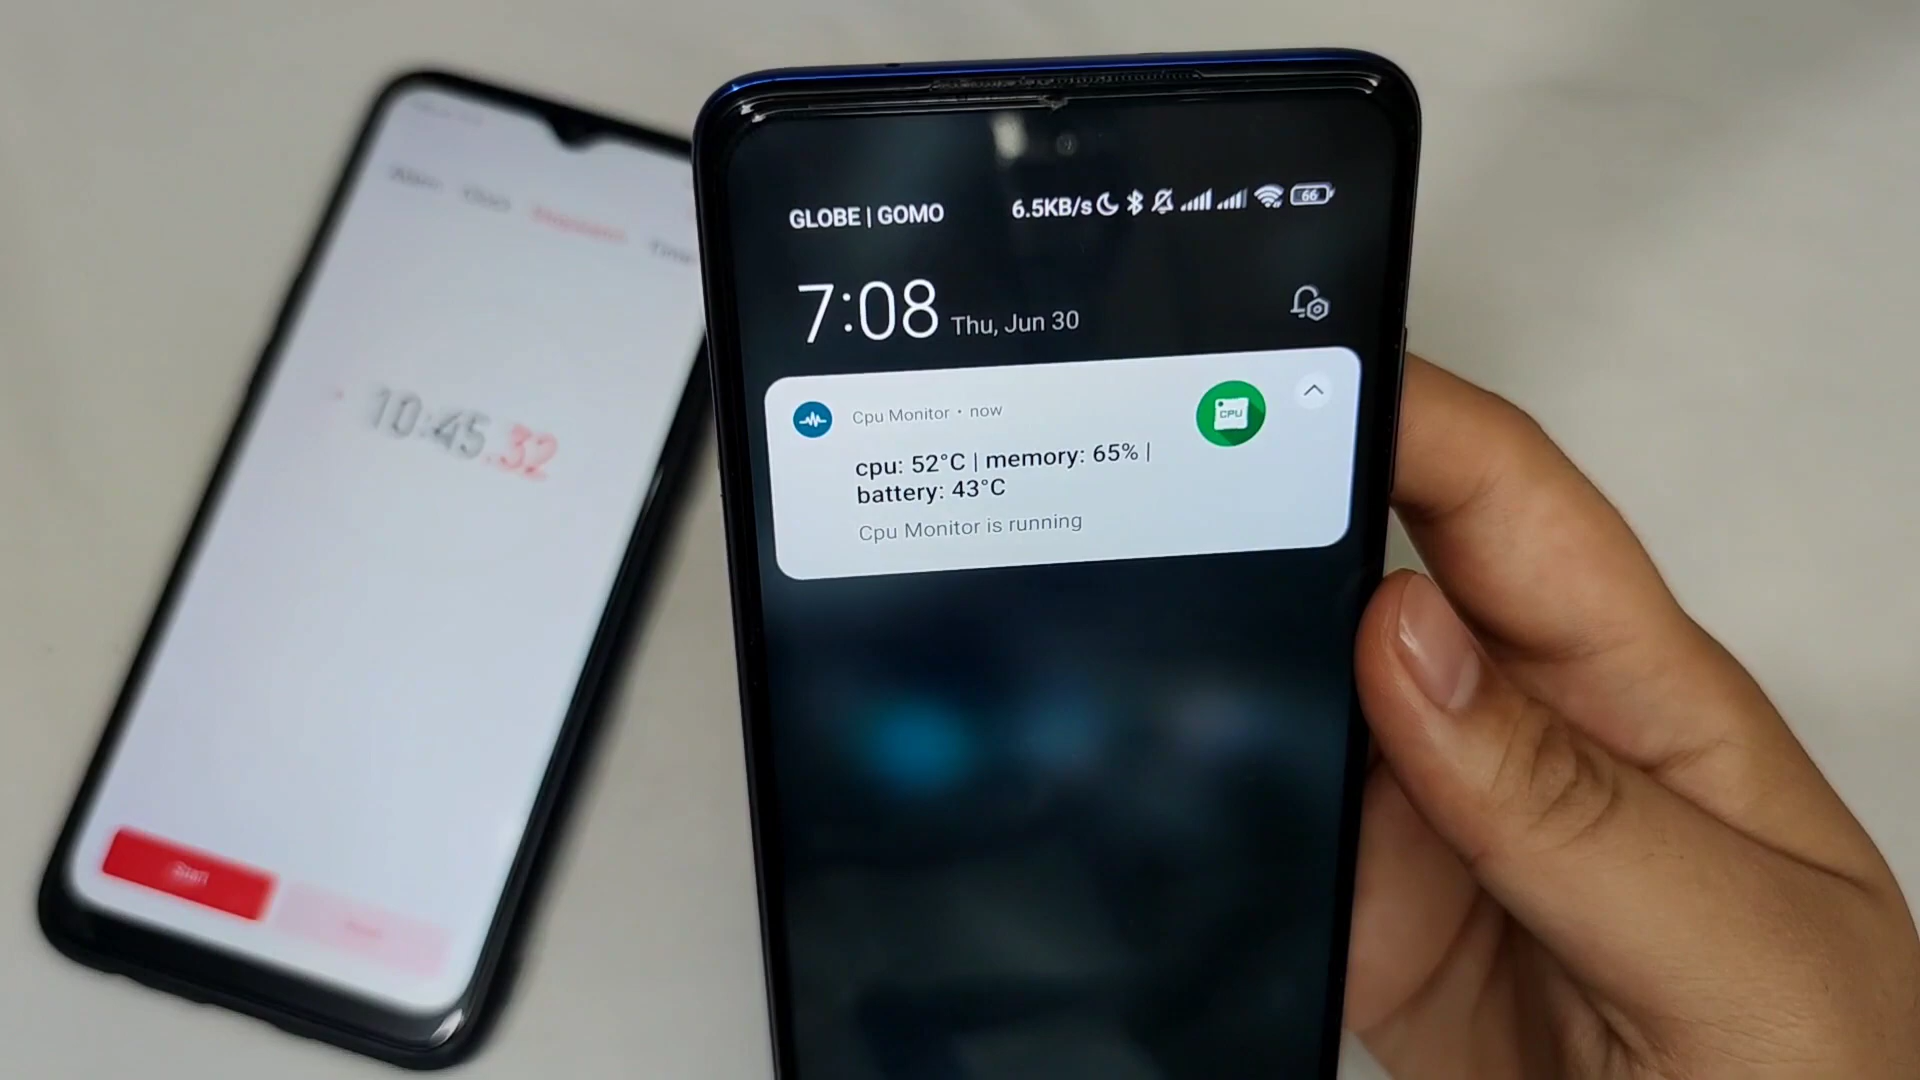 GLOBE | GOMO
6.5KB/s
66
7:08 Thu, Jun 30
Cpu Monitor • now
CPU
cpu: 52°C | memory: 65% |
battery: 43°C
Cpu Monitor is running
10:45.32
Start